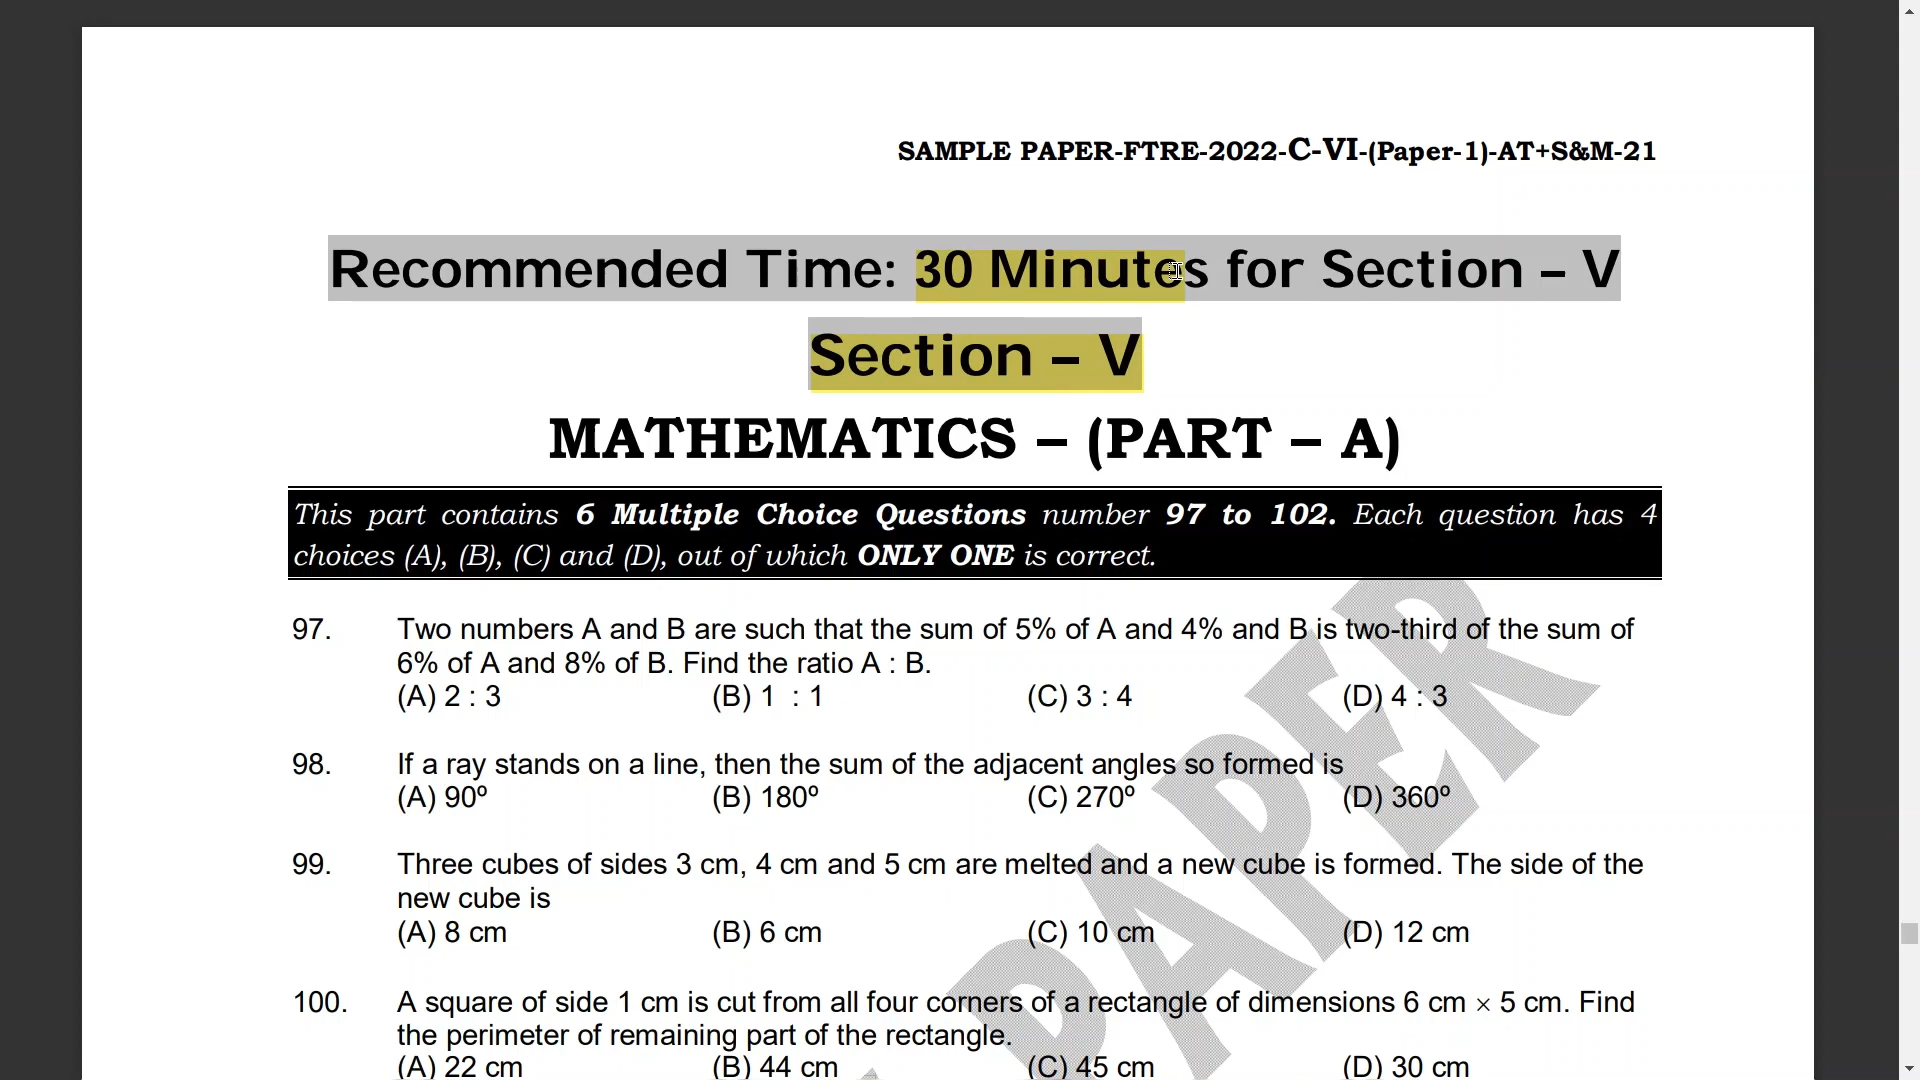 SAMPLE PAPER-FTRE-2022-C-VI-(Paper-1)-AT+S&M-21
Recommended Time: 30 Minutes for Section – V
Section – V
MATHEMATICS – (PART – A)
This part contains 6 Multiple Choice Questions number 97 to 102. Each question has 4
choices (A), (B), (C) and (D), out of which ONLY ONE is correct.
97. Two numbers A and B are such that the sum of 5% of A and 4% and B is two-third of the sum of
6% of A and 8% of B. Find the ratio A : B.
(A) 2 : 3 (B) 1 : 1 (C) 3 : 4 (D) 4 : 3
98. If a ray stands on a line, then the sum of the adjacent angles so formed is
(A) 90º (B) 180º (C) 270º (D) 360º
99. Three cubes of sides 3 cm, 4 cm and 5 cm are melted and a new cube is formed. The side of the
new cube is
(A) 8 cm (B) 6 cm (C) 10 cm (D) 12 cm
100. A square of side 1 cm is cut from all four corners of a rectangle of dimensions 6 cm × 5 cm. Find
the perimeter of remaining part of the rectangle.
(A) 22 cm (B) 44 cm (C) 45 cm (D) 30 cm
PAPER